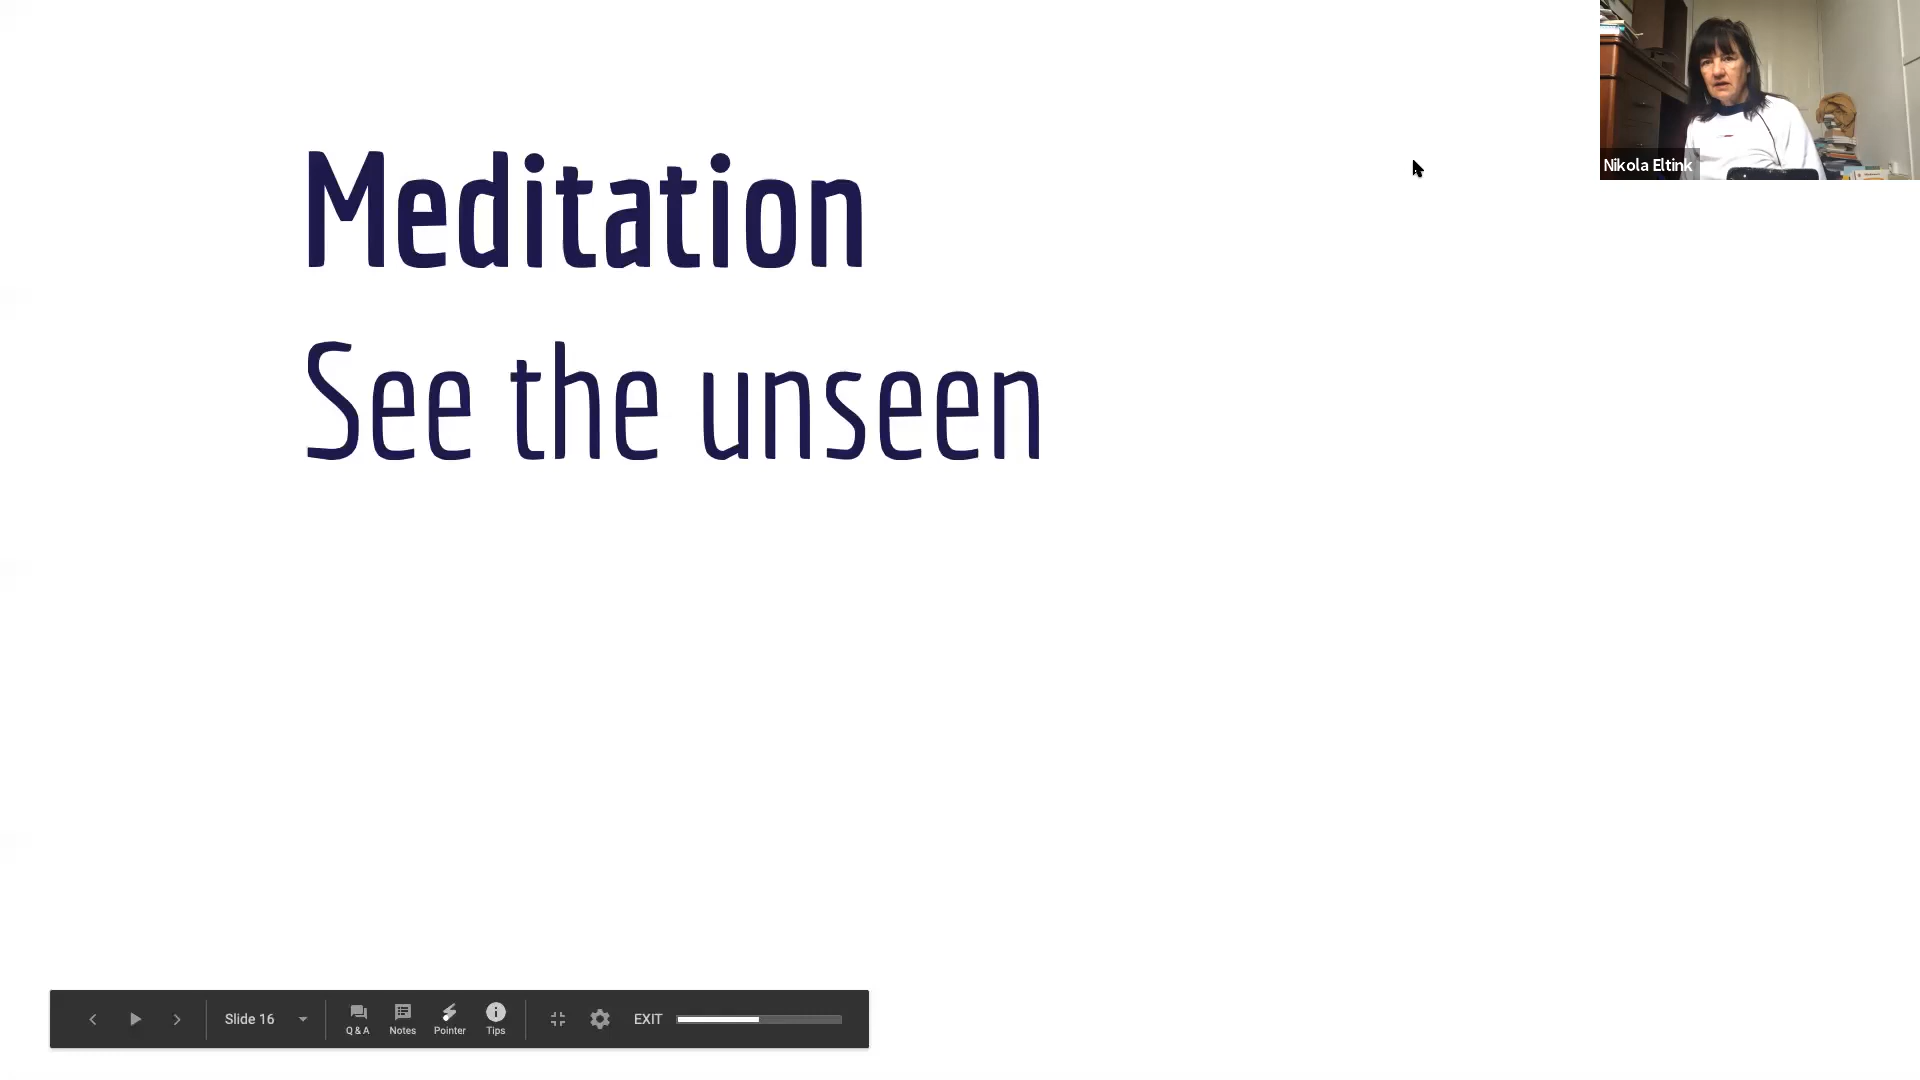 Meditation
See the unseen
Nikola Eltink
Slide 16
Q & A
Notes
Pointer
Tips
EXIT